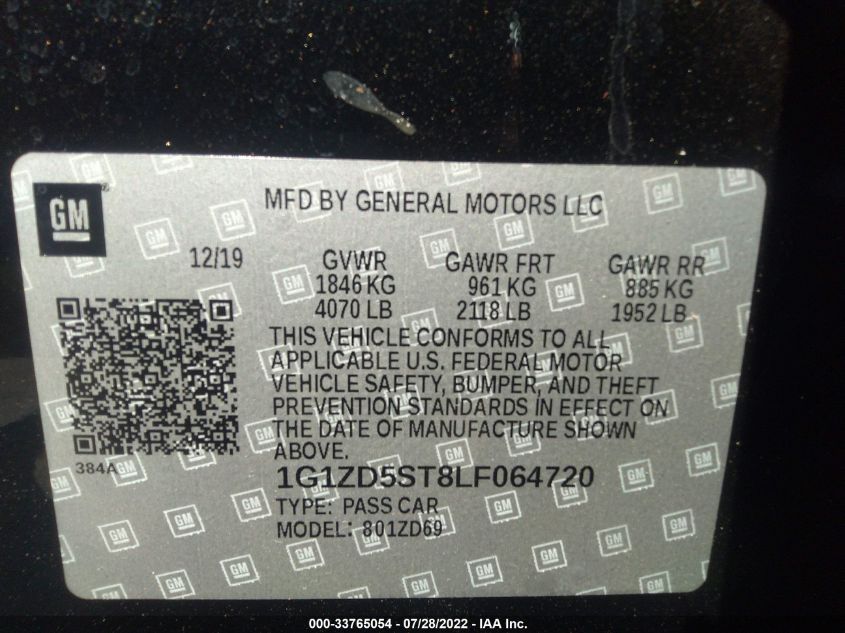 GM
®
MFD BY GENERAL MOTORS LLC
12/19
GVWR GAWR FRT GAWR RR
1846 KG 961 KG 885 KG
4070 LB 2118 LB 1952 LB
THIS VEHICLE CONFORMS TO ALL
APPLICABLE U.S. FEDERAL MOTOR
VEHICLE SAFETY, BUMPER, AND THEFT
PREVENTION STANDARDS IN EFFECT ON
THE DATE OF MANUFACTURE SHOWN
ABOVE.
384A
1G1ZD5ST8LF064720
TYPE: PASS CAR
MODEL: 801ZD69
000-33765054 - 07/28/2022 - IAA Inc.